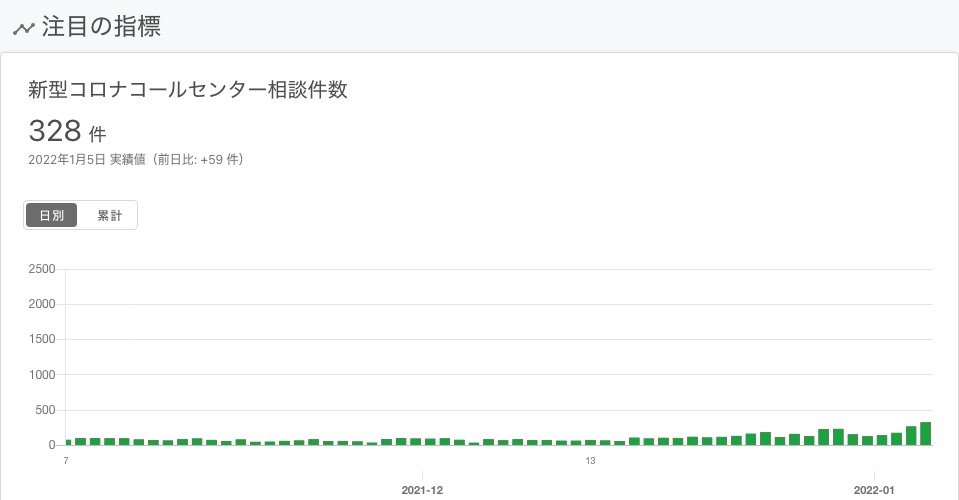 注目の指標
新型コロナコールセンター相談件数
328 件
2022年1月5日 実績値（前日比: +59 件）
日別 累計
2500
2000
1500
1000
500
0
7 13
2021-12 2022-01